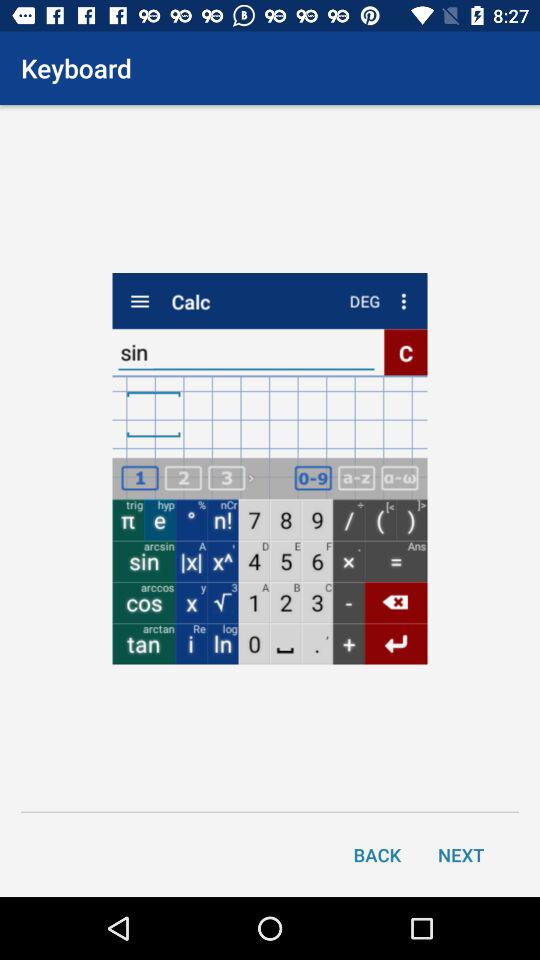 8:27
Keyboard
Calc DEG
sin C
1 2 3 › 0-9 a-z α-ω
trig hyp % nCr ÷ [< ]>
π e ° n! 7 8 9 / ( )
arcsin A ' D E F . Ans
sin |x| x^ 4 5 6 × =
arccos y 3 A B C
cos x √ 1 2 3 -
arctan Re log ,
tan i ln 0 . +
BACK NEXT